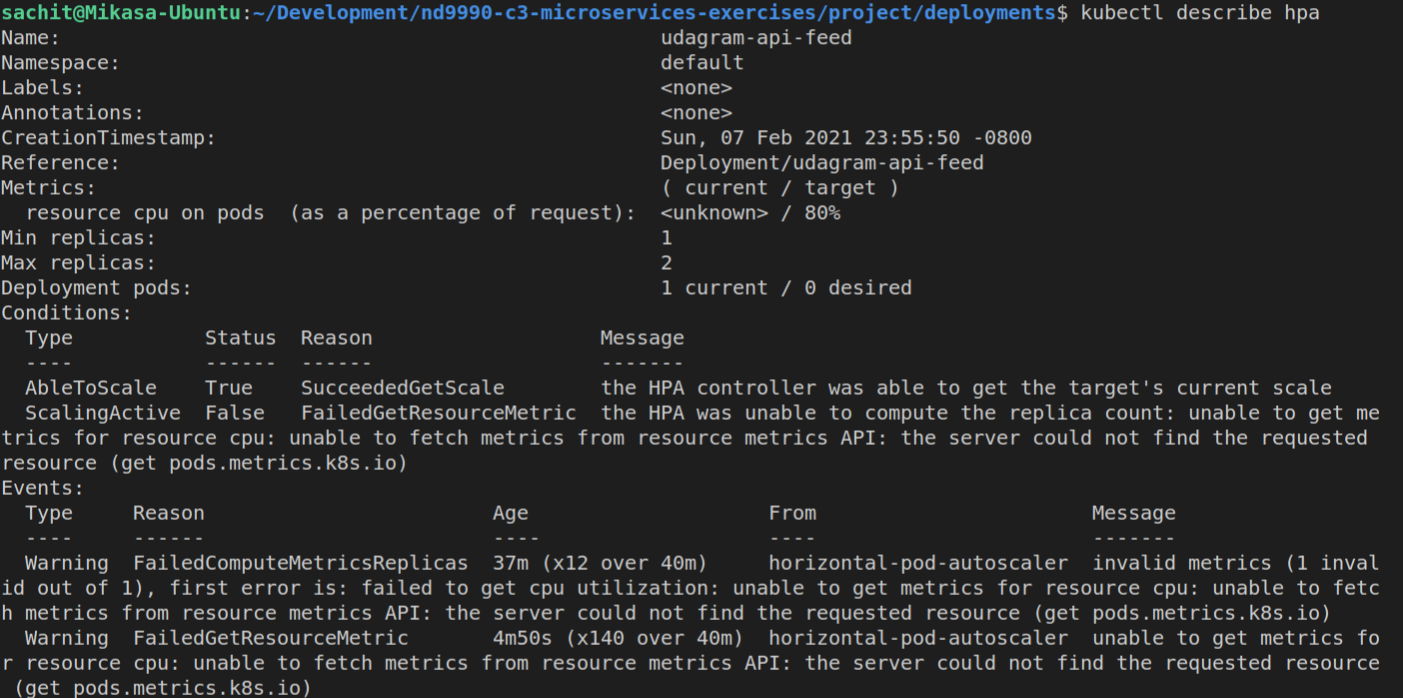 sachit@Mikasa-Ubuntu:~/Development/nd9990-c3-microservices-exercises/project/deployments$ kubectl describe hpa
Name:                                                  udagram-api-feed
Namespace:                                             default
Labels:                                                <none>
Annotations:                                           <none>
CreationTimestamp:                                     Sun, 07 Feb 2021 23:55:50 -0800
Reference:                                             Deployment/udagram-api-feed
Metrics:                                               ( current / target )
  resource cpu on pods  (as a percentage of request):  <unknown> / 80%
Min replicas:                                          1
Max replicas:                                          2
Deployment pods:                                       1 current / 0 desired
Conditions:
  Type           Status  Reason                   Message
  ----           ------  ------                   -------
  AbleToScale    True    SucceededGetScale        the HPA controller was able to get the target's current scale
  ScalingActive  False   FailedGetResourceMetric  the HPA was unable to compute the replica count: unable to get me
trics for resource cpu: unable to fetch metrics from resource metrics API: the server could not find the requested
resource (get pods.metrics.k8s.io)
Events:
  Type     Reason                        Age                    From                       Message
  ----     ------                        ----                   ----                       -------
  Warning  FailedComputeMetricsReplicas  37m (x12 over 40m)     horizontal-pod-autoscaler  invalid metrics (1 inval
id out of 1), first error is: failed to get cpu utilization: unable to get metrics for resource cpu: unable to fetc
h metrics from resource metrics API: the server could not find the requested resource (get pods.metrics.k8s.io)
  Warning  FailedGetResourceMetric       4m50s (x140 over 40m)  horizontal-pod-autoscaler  unable to get metrics fo
r resource cpu: unable to fetch metrics from resource metrics API: the server could not find the requested resource
 (get pods.metrics.k8s.io)